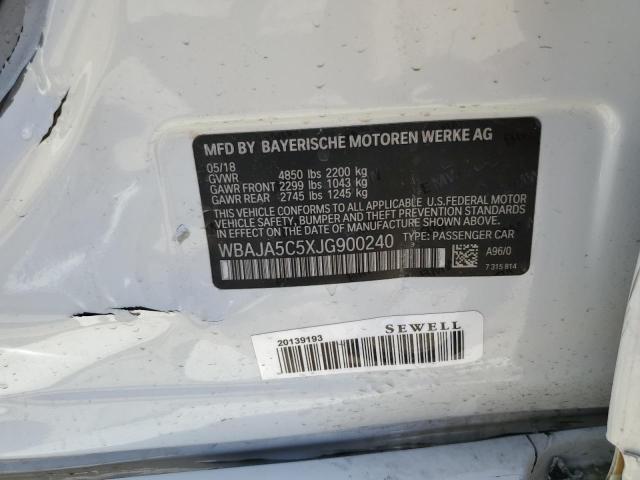 MFD BY BAYERISCHE MOTOREN WERKE AG
05/18
GVWR 4850 lbs 2200 kg
GAWR FRONT 2299 lbs 1043 kg
GAWR REAR 2745 lbs 1245 kg
THIS VEHICLE CONFORMS TO ALL APPLICABLE U.S.FEDERAL MOTOR
VEHICLE SAFETY, BUMPER, AND THEFT PREVENTION STANDARDS
IN EFFECT ON THE DATE OF MANUFACTURE SHOWN ABOVE.
WBAJA5C5XJG900240 TYPE: PASSENGER CAR
A96/0
7 315 814
SEWELL
20139193